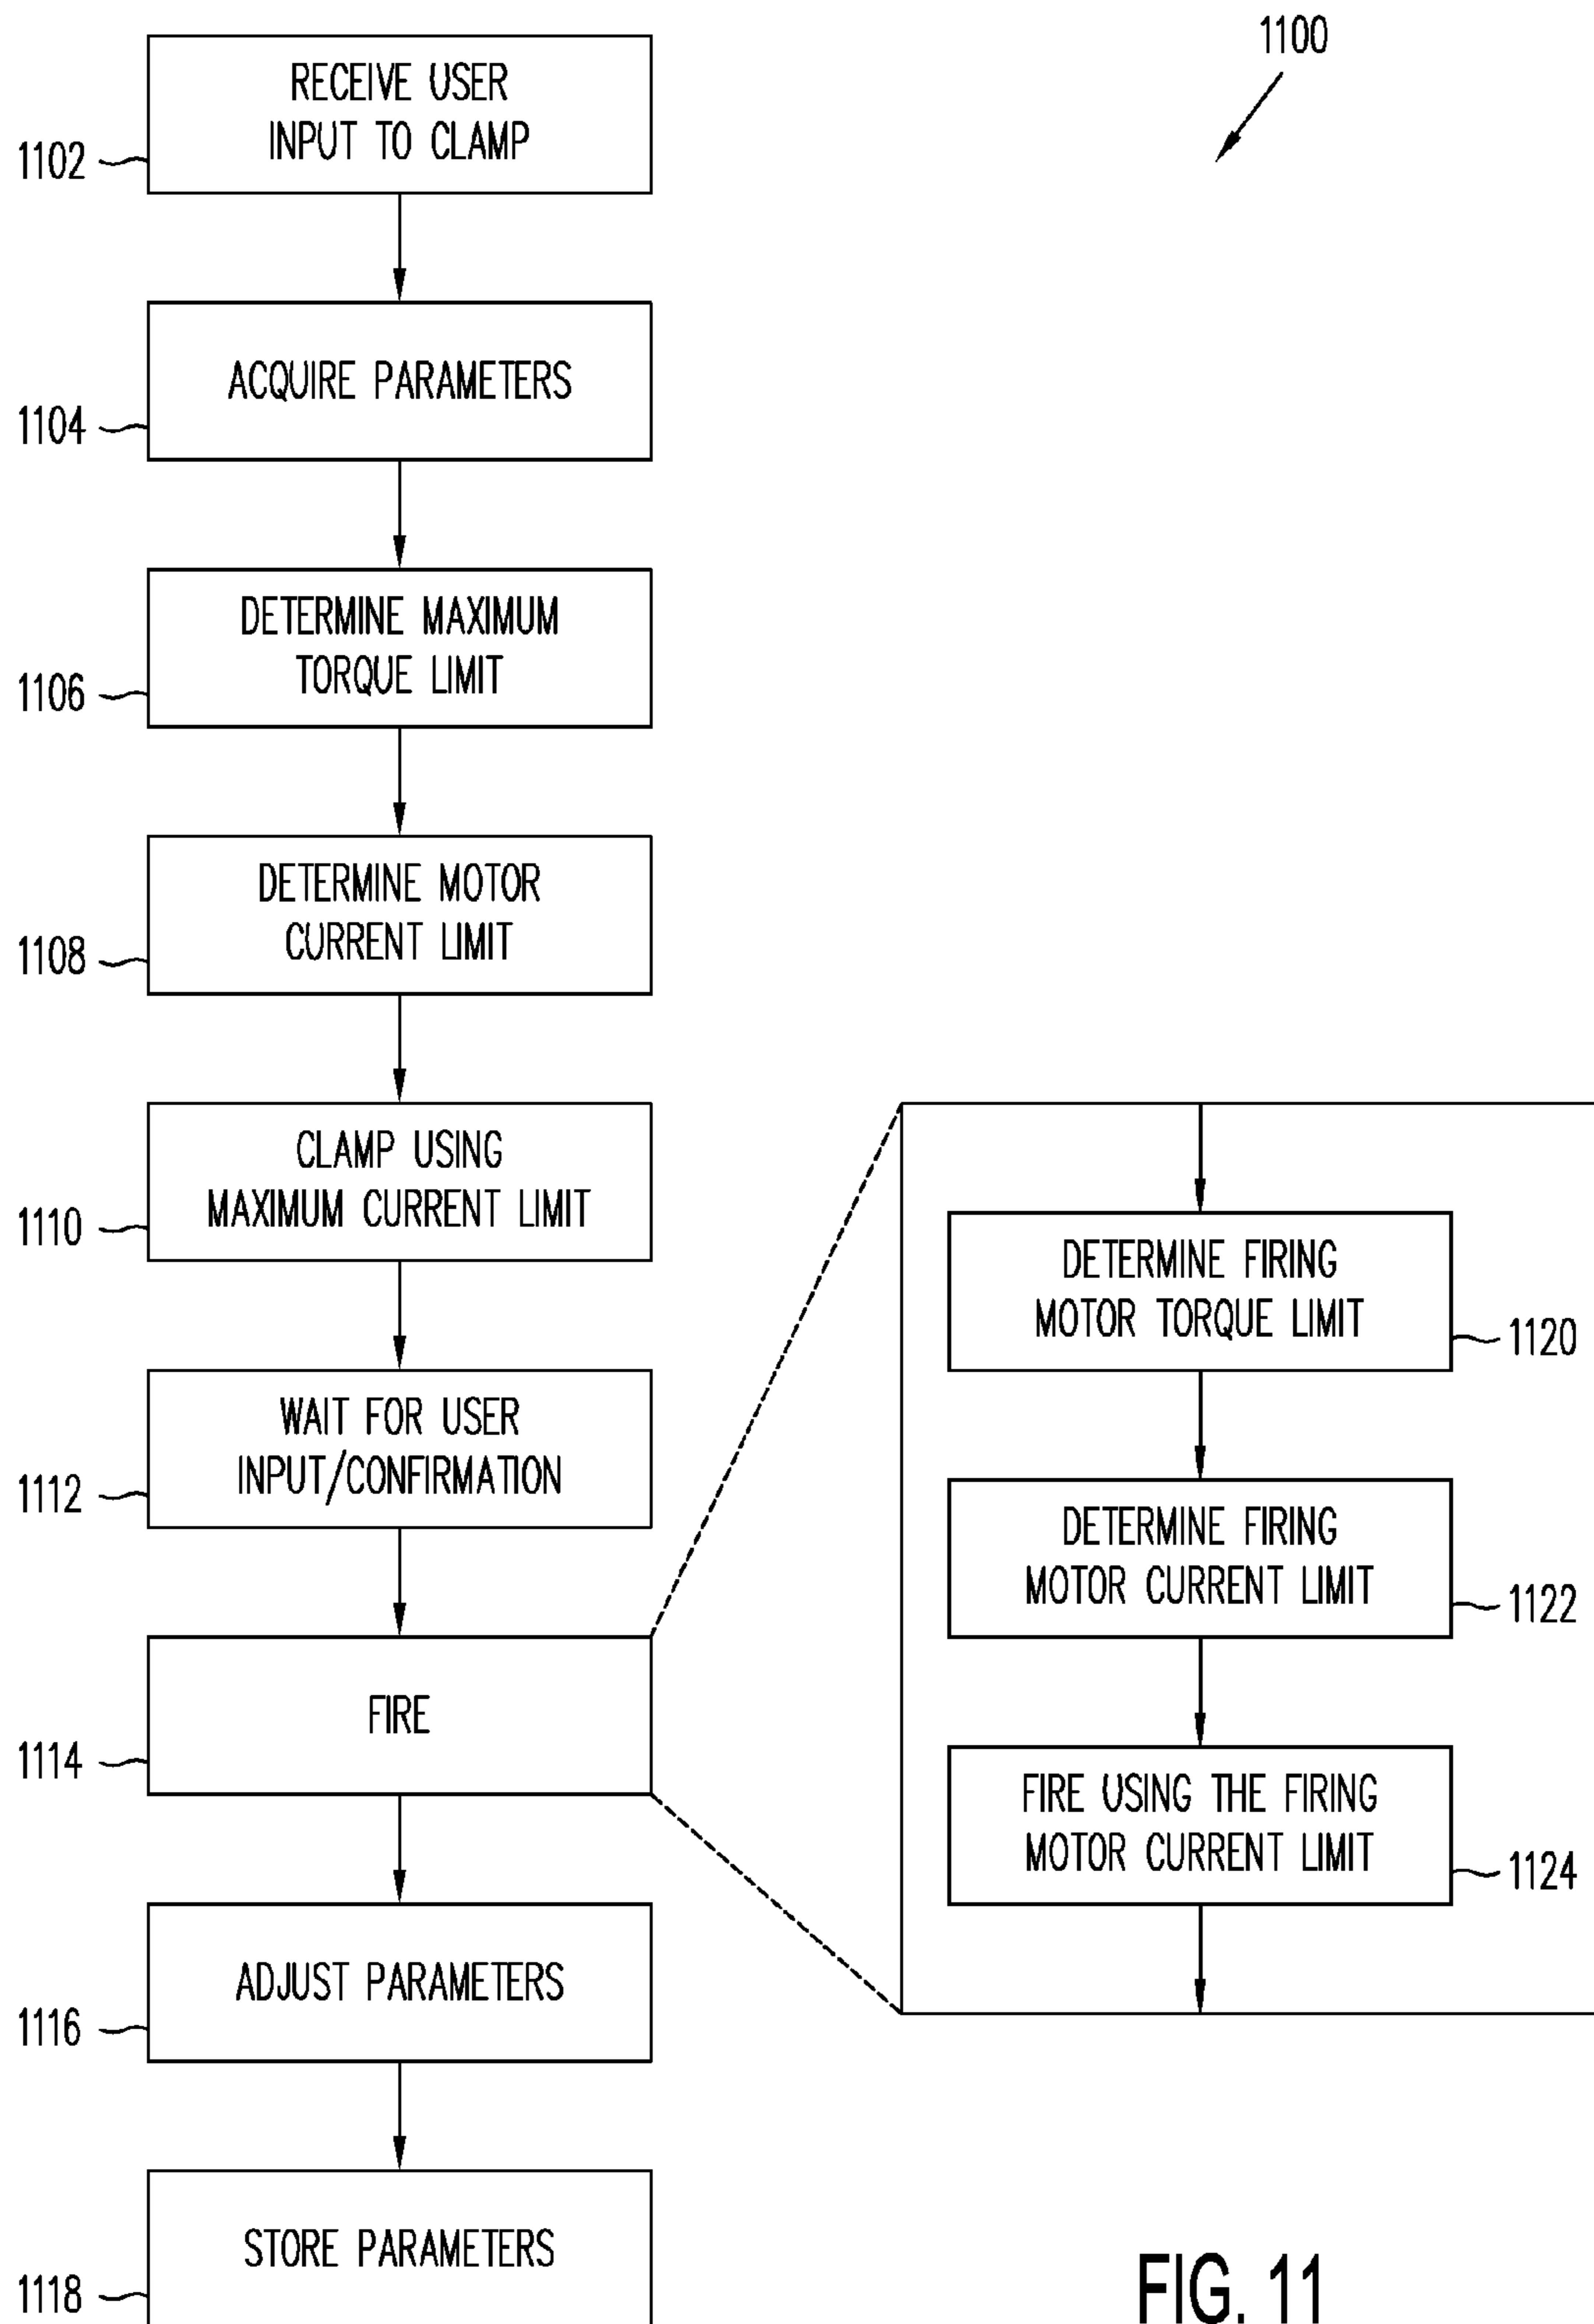 1100
RECEIVE USER
INPUT TO CLAMP
1102
ACQUIRE PARAMETERS
1104
DETERMINE MAXIMUM
TORQUE LIMIT
1106
DETERMINE MOTOR
CURRENT LIMIT
1108
CLAMP USING
MAXIMUM CURRENT LIMIT
1110
WAIT FOR USER
INPUT/CONFIRMATION
1112
FIRE
1114
ADJUST PARAMETERS
1116
STORE PARAMETERS
1118
DETERMINE FIRING
MOTOR TORQUE LIMIT
1120
DETERMINE FIRING
MOTOR CURRENT LIMIT
1122
FIRE USING THE FIRING
MOTOR CURRENT LIMIT
1124
FIG. 11